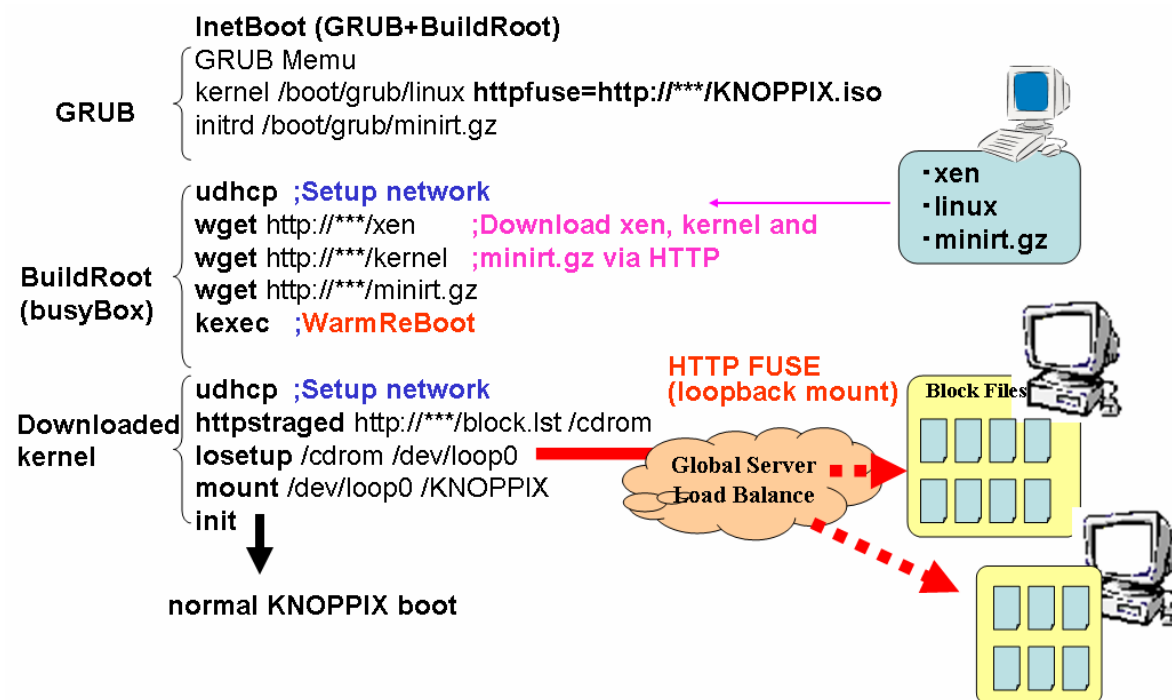 InetBoot (GRUB+BuildRoot)
GRUB
GRUB Memu
kernel /boot/grub/linux httpfuse=http://***/KNOPPIX.iso
initrd /boot/grub/minirt.gz
BuildRoot
(busyBox)
udhcp ;Setup network
wget http://***/xen ;Download xen, kernel and
wget http://***/kernel ;minirt.gz via HTTP
wget http://***/minirt.gz
kexec ;WarmReBoot
・xen
・linux
・minirt.gz
Downloaded
kernel
udhcp ;Setup network
httpstraged http://***/block.lst /cdrom
losetup /cdrom /dev/loop0
mount /dev/loop0 /KNOPPIX
init
normal KNOPPIX boot
HTTP FUSE
(loopback mount)
Global Server
Load Balance
Block Files